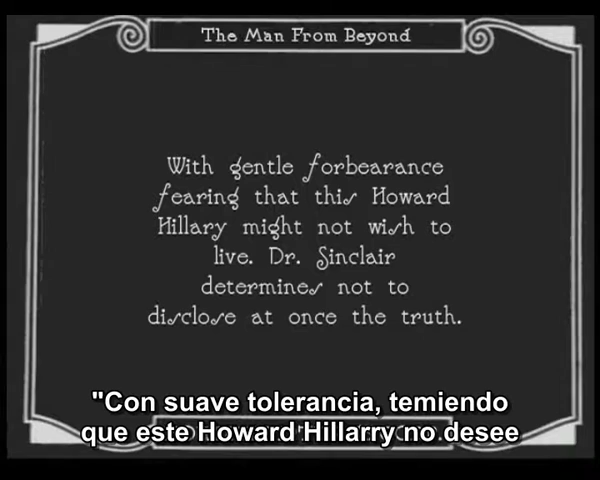 The Man From Beyond
With gentle forbearance
fearing that this Howard
Hillary might not wish to
live. Dr. Sinclair
determines not to
disclose at once the truth.
"Con suave tolerancia, temiendo
que este Howard Hillarry no desee